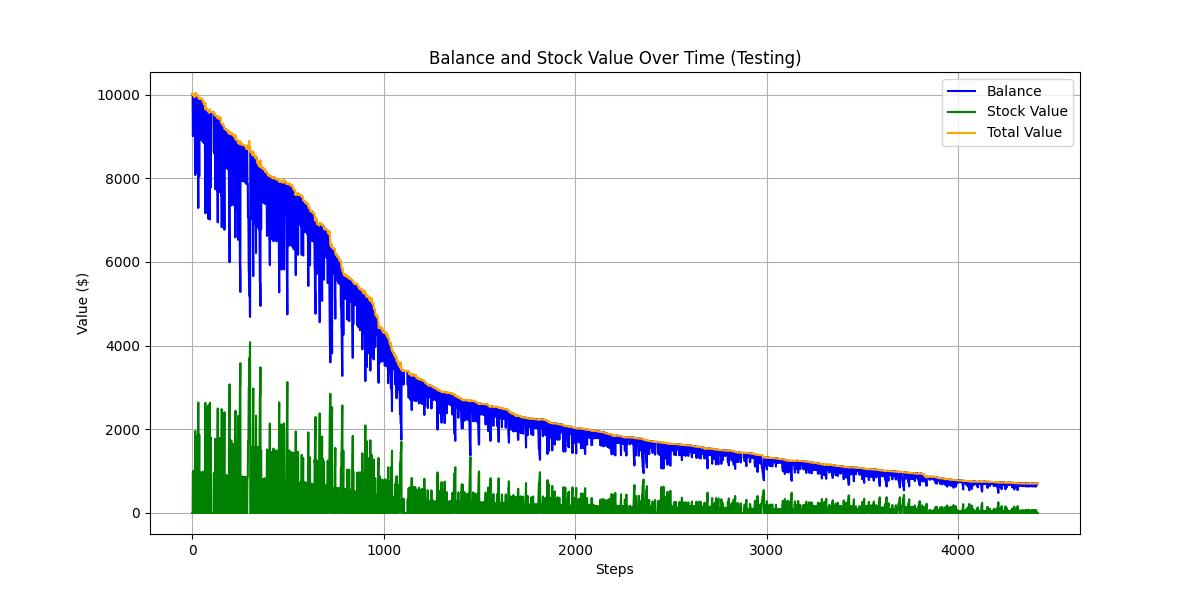 Balance and Stock Value Over Time (Testing)
Balance
Stock Value
Total Value
Value ($)
10000
8000
6000
4000
2000
0
0 1000 2000 3000 4000
Steps